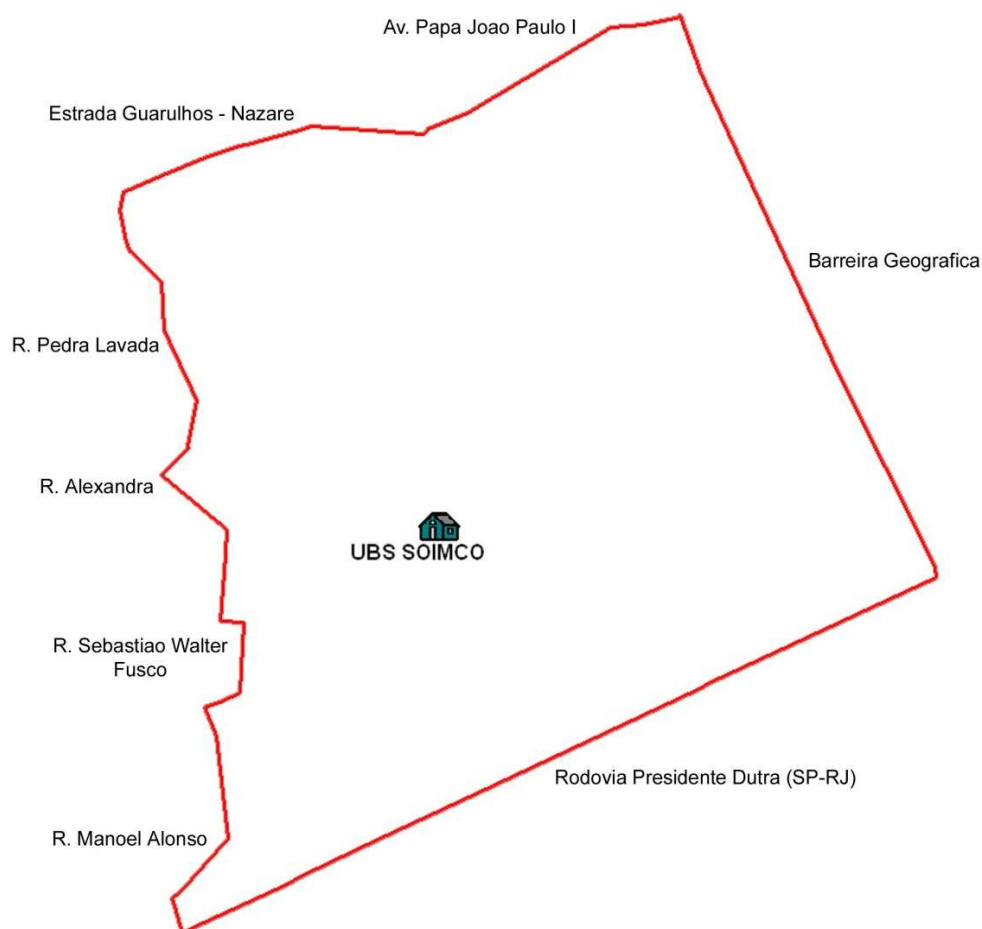 Av. Papa Joao Paulo I
Estrada Guarulhos - Nazare
Barreira Geografica
R. Pedra Lavada
R. Alexandra
UBS SOIMCO
R. Sebastiao Walter
Fusco
Rodovia Presidente Dutra (SP-RJ)
R. Manoel Alonso